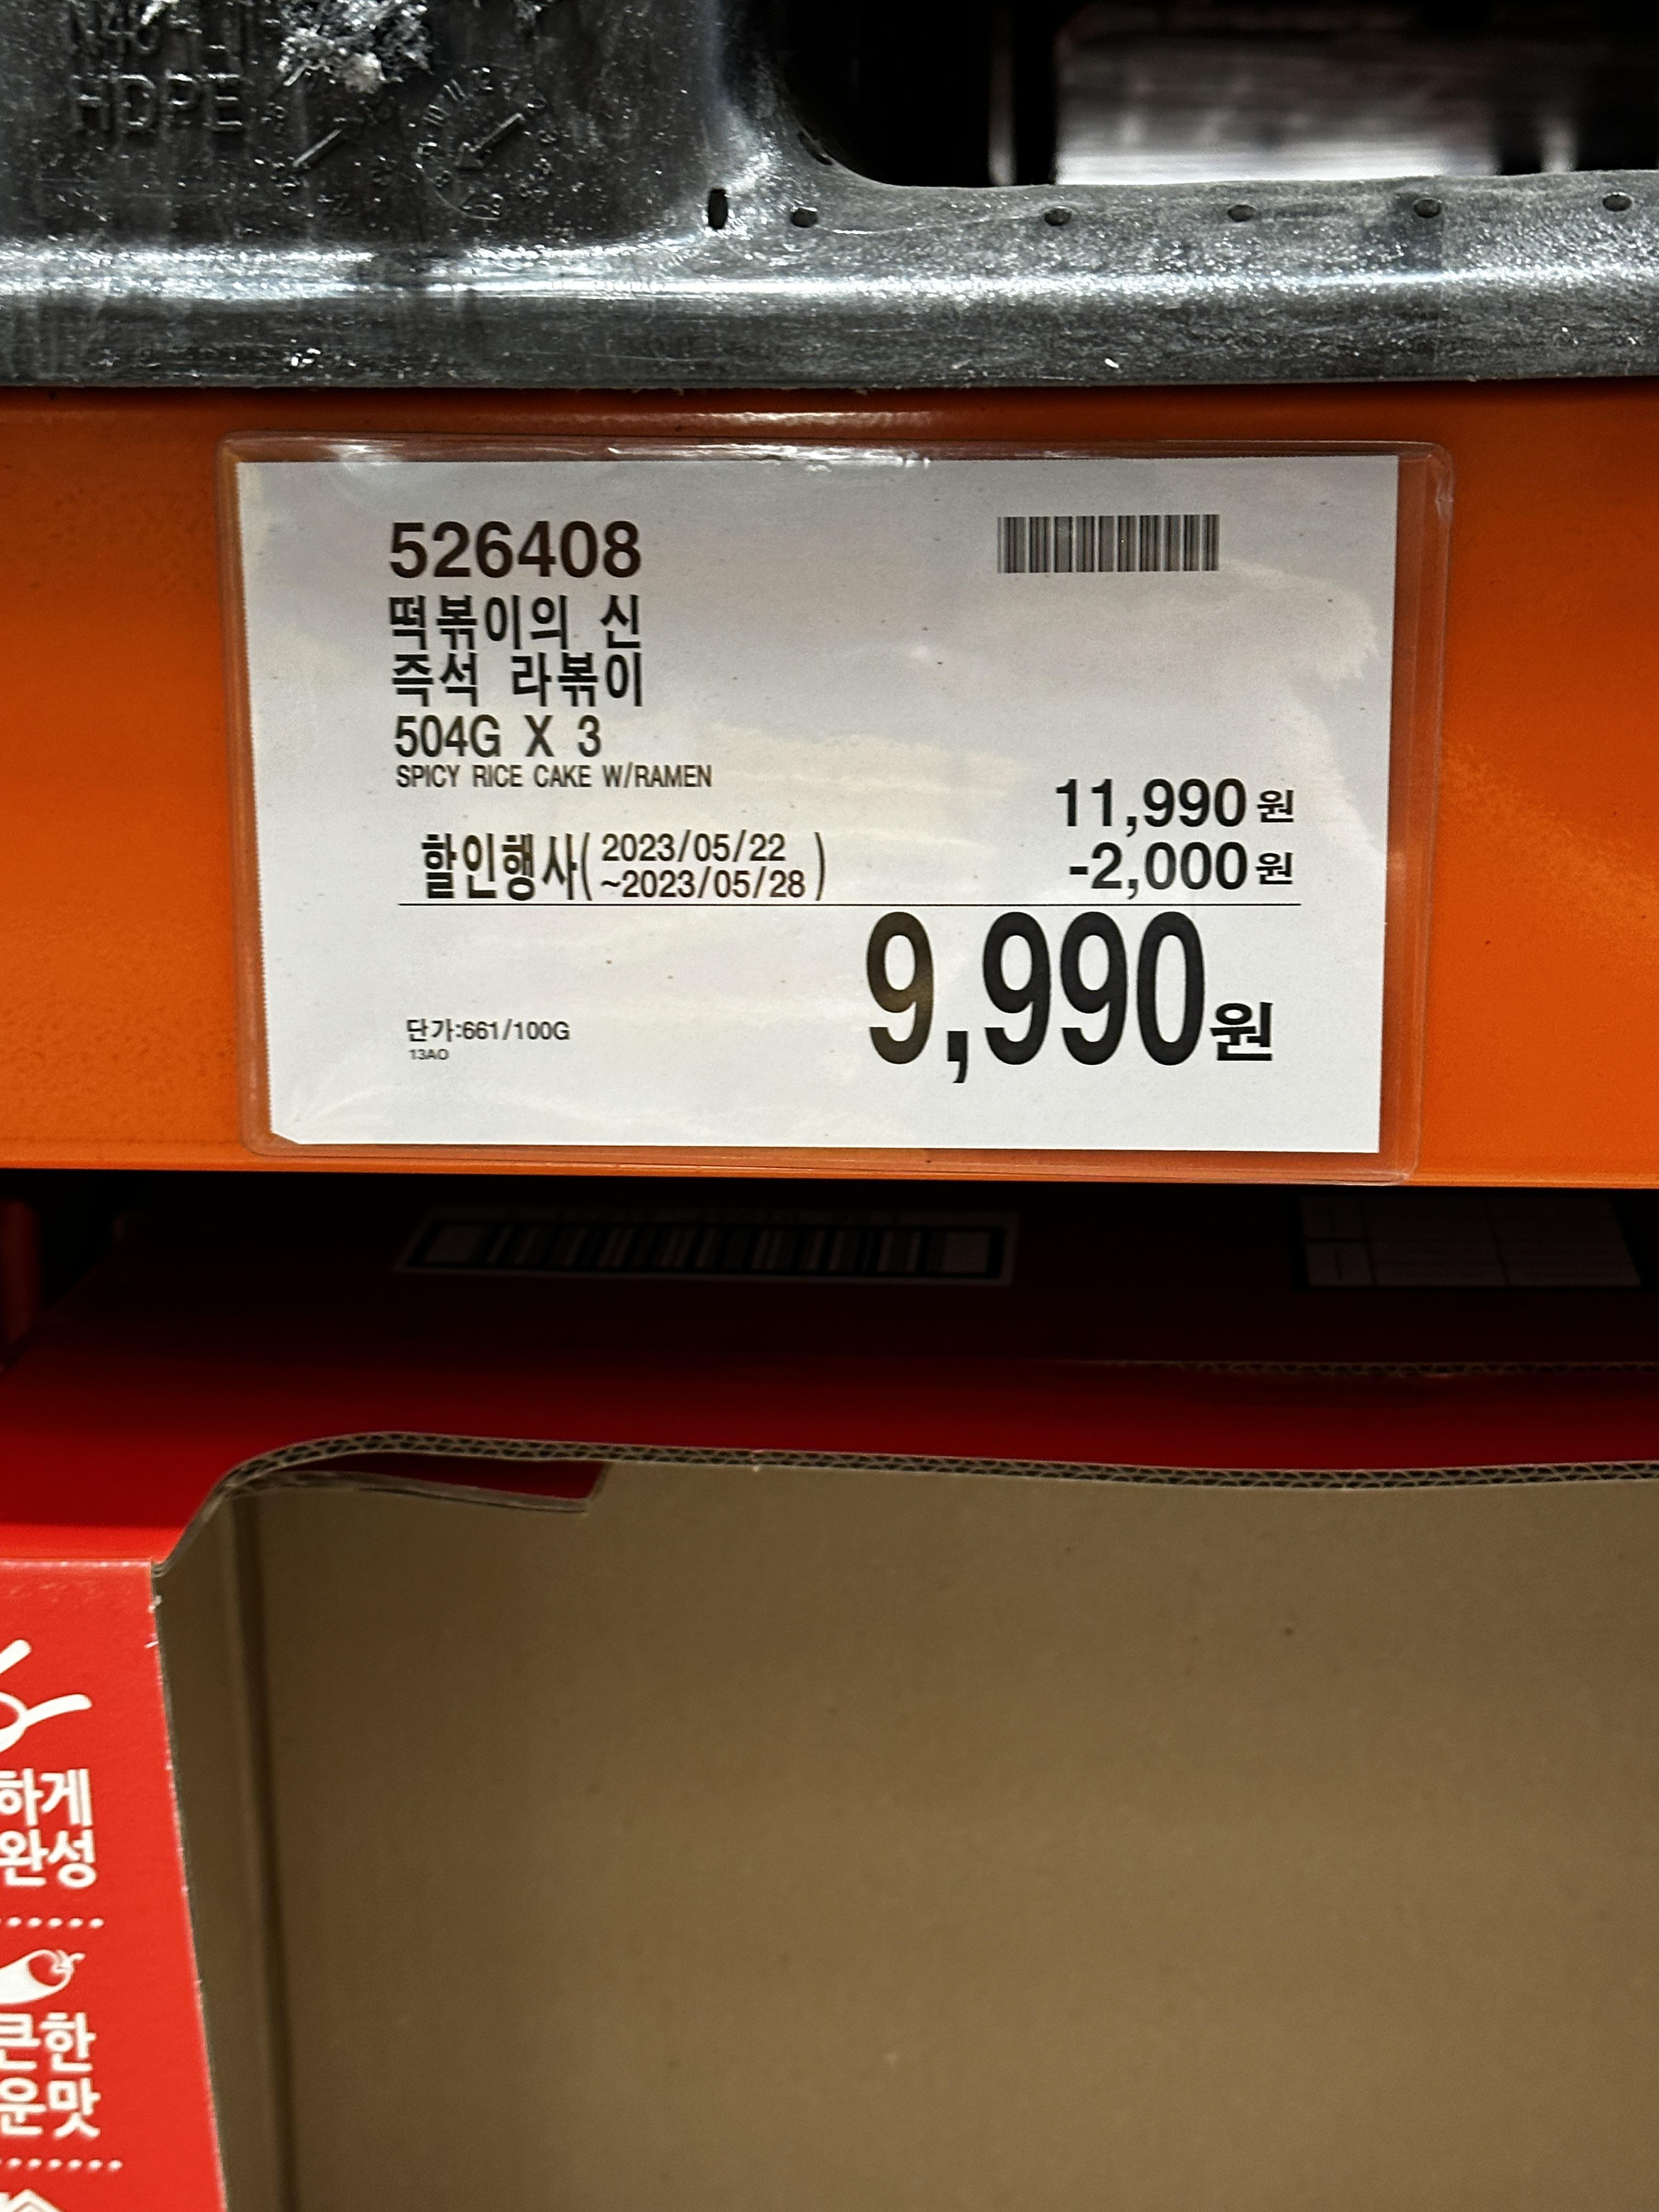 HDPE
526408
떡볶이의 신
즉석 라볶이
504G X 3
SPICY RICE CAKE W/RAMEN
11,990원
할인행사( 2023/05/22
~2023/05/28 )
-2,000원
9,990원
단가:661/100G
13AO
하게
완성
큰한
운맛